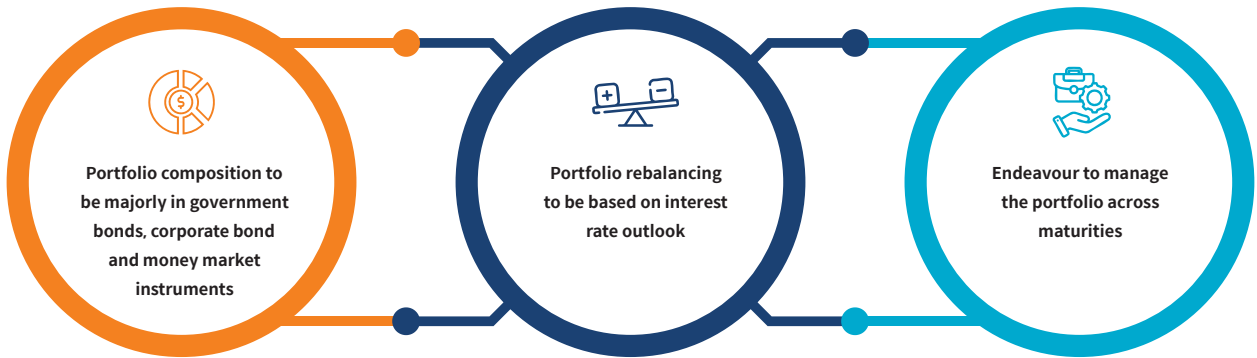 $
Portfolio composition to
be majorly in government
bonds, corporate bond
and money market
instruments
+ −
Portfolio rebalancing
to be based on interest
rate outlook
Endeavour to manage
the portfolio across
maturities